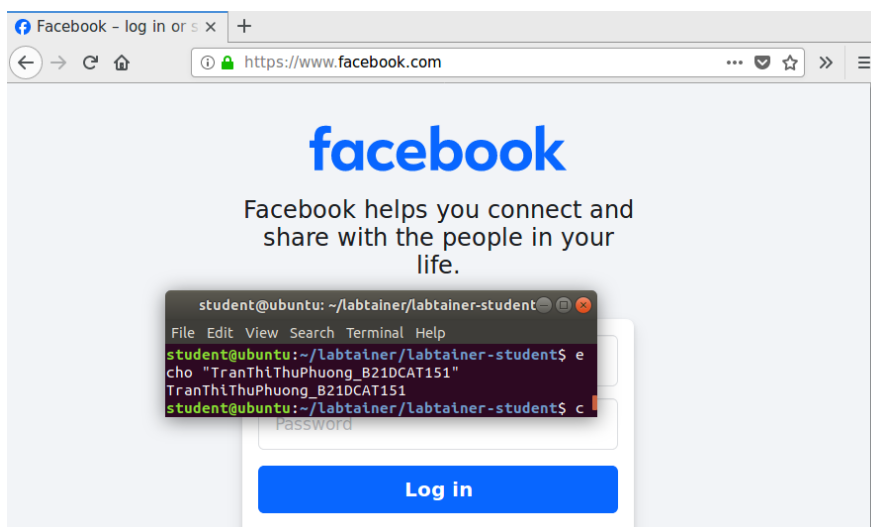 Facebook – log in or s
https://www.facebook.com
facebook
Facebook helps you connect and
share with the people in your
life.
student@ubuntu: ~/labtainer/labtainer-student
File Edit View Search Terminal Help
student@ubuntu:~/labtainer/labtainer-student$ e
cho "TranThiThuPhuong_B21DCAT151"
TranThiThuPhuong_B21DCAT151
student@ubuntu:~/labtainer/labtainer-student$ c
Password
Log in